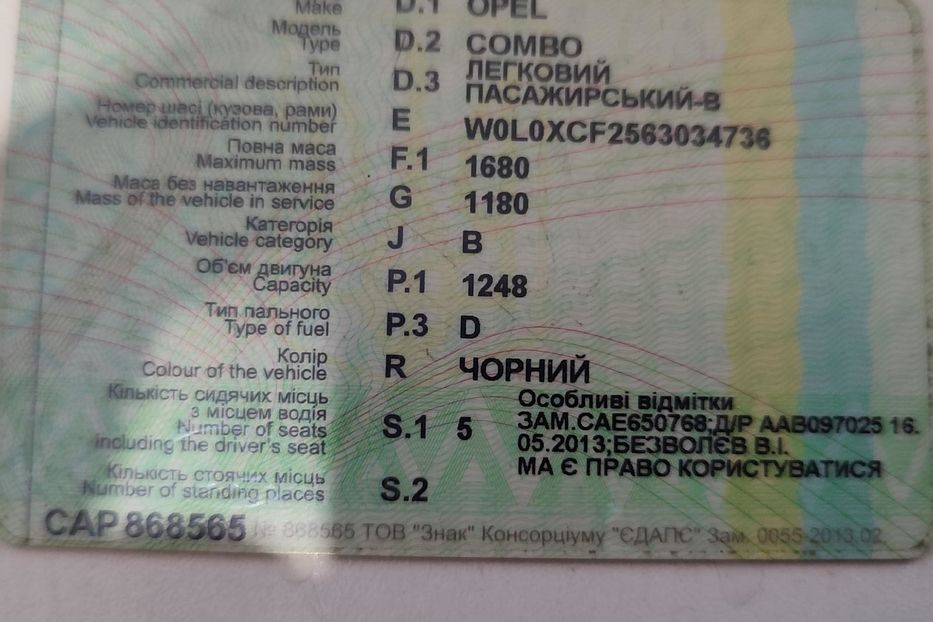 Make D.1 OPEL
Модель
Type D.2 COMBO
Тип
Commercial description D.3 ЛЕГКОВИЙ
ПАСАЖИРСЬКИЙ-В
Номер шасі (кузова, рами)
Vehicle identification number E W0L0XCF2563034736
Повна маса
Maximum mass F.1 1680
Маса без навантаження
Mass of the vehicle in service G 1180
Категорія
Vehicle category J B
Об'єм двигуна
Capacity P.1 1248
Тип пального
Type of fuel P.3 D
Колір
Colour of the vehicle R ЧОРНИЙ
Кількість сидячих місць
з місцем водія
Number of seats
including the driver's seat S.1 5
Особливі відмітки
ЗАМ.САЕ650768;Д/Р ААВ097025 16.
05.2013;БЕЗВОЛЄВ В.І.
МА Є ПРАВО КОРИСТУВАТИСЯ
Кількість стоячих місць
Number of standing places S.2
САР 868565 № 868565 ТОВ "Знак" Консорціуму "ЄДАПС" Зам. 0055-2013.02.